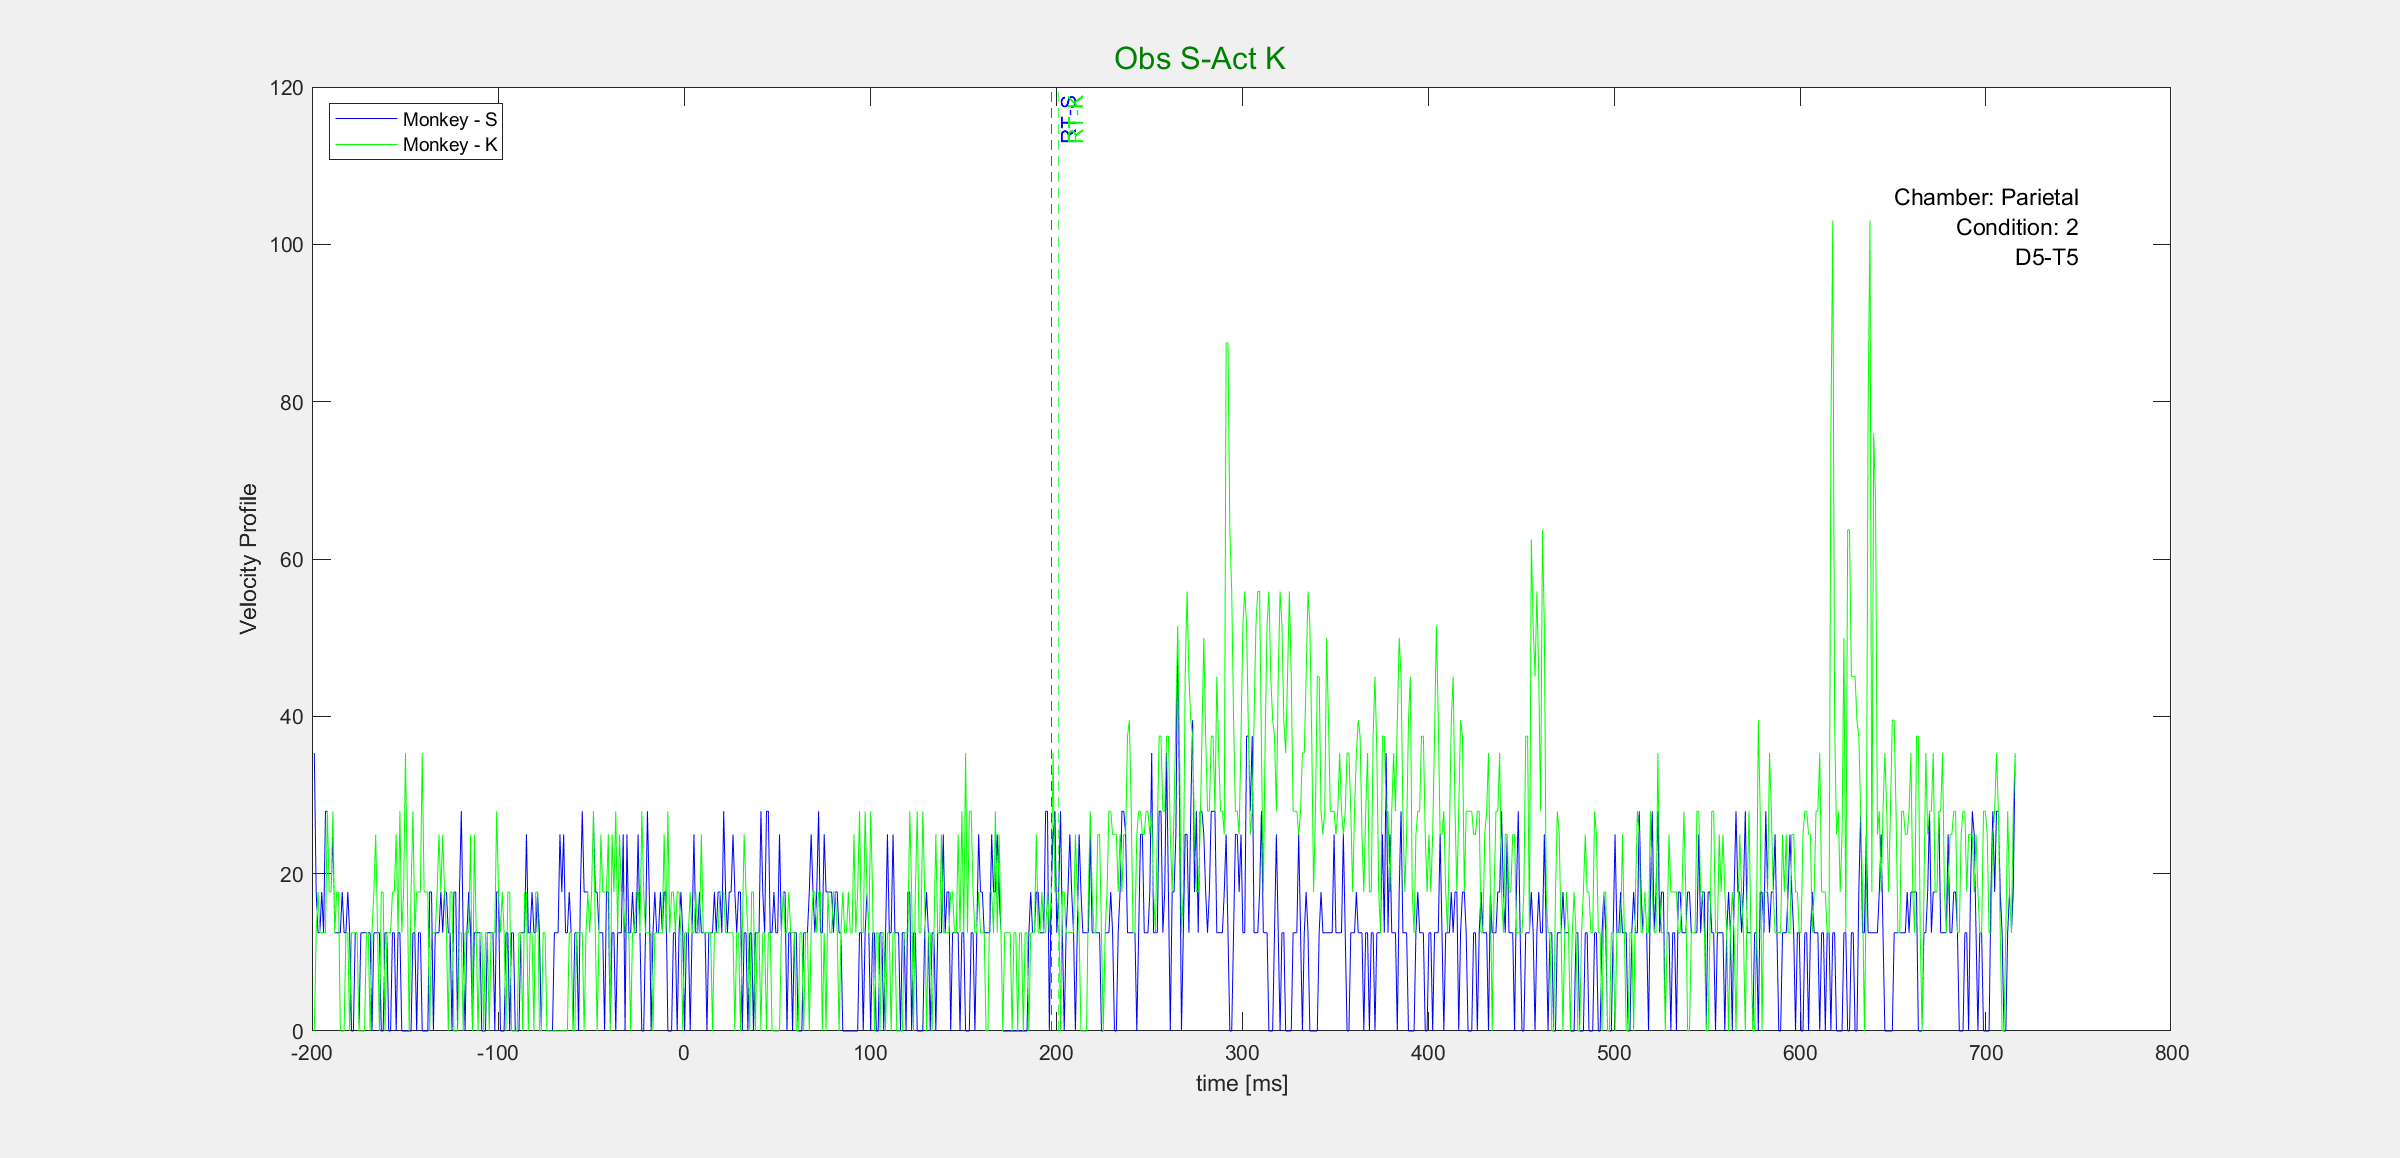 Obs S-Act K
120
100
80
60
40
20
0
Velocity Profile
Monkey - S
Monkey - K
RT-S
RT-K
Chamber: Parietal
Condition: 2
D5-T5
-200 -100 0 100 200 300 400 500 600 700 800
time [ms]